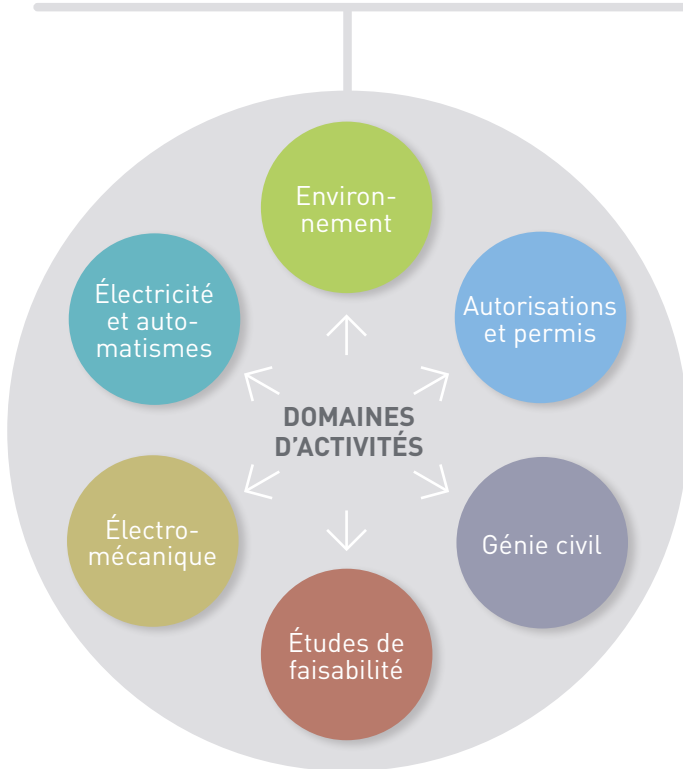 Environ-
nement
Électricité
et auto-
matismes
Autorisations
et permis
DOMAINES
D’ACTIVITÉS
Électro-
mécanique
Génie civil
Études de
faisabilité